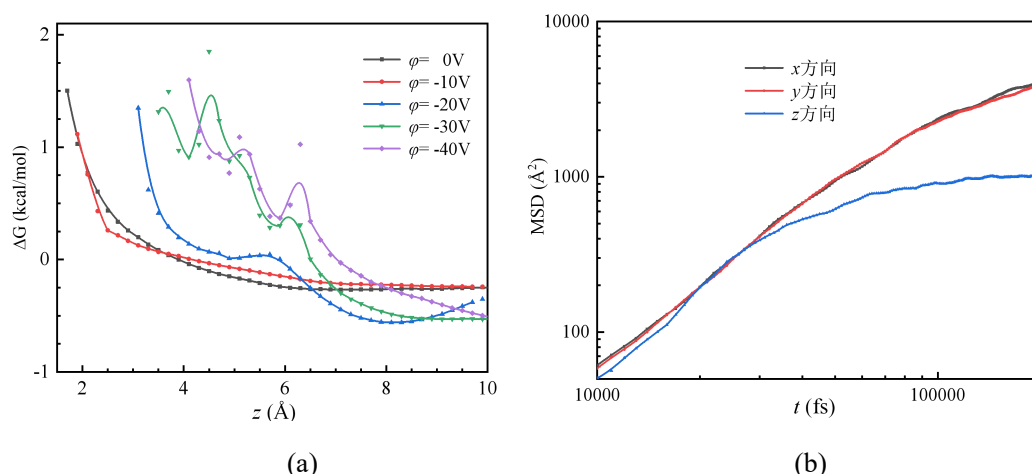 2
1
0
-1
ΔG (kcal/mol)
2
4
6
8
10
z (Å)
φ= 0V
φ= -10V
φ= -20V
φ= -30V
φ= -40V
(a)
10000
1000
100
MSD (Å²)
10000
100000
t (fs)
x方向
y方向
z方向
(b)